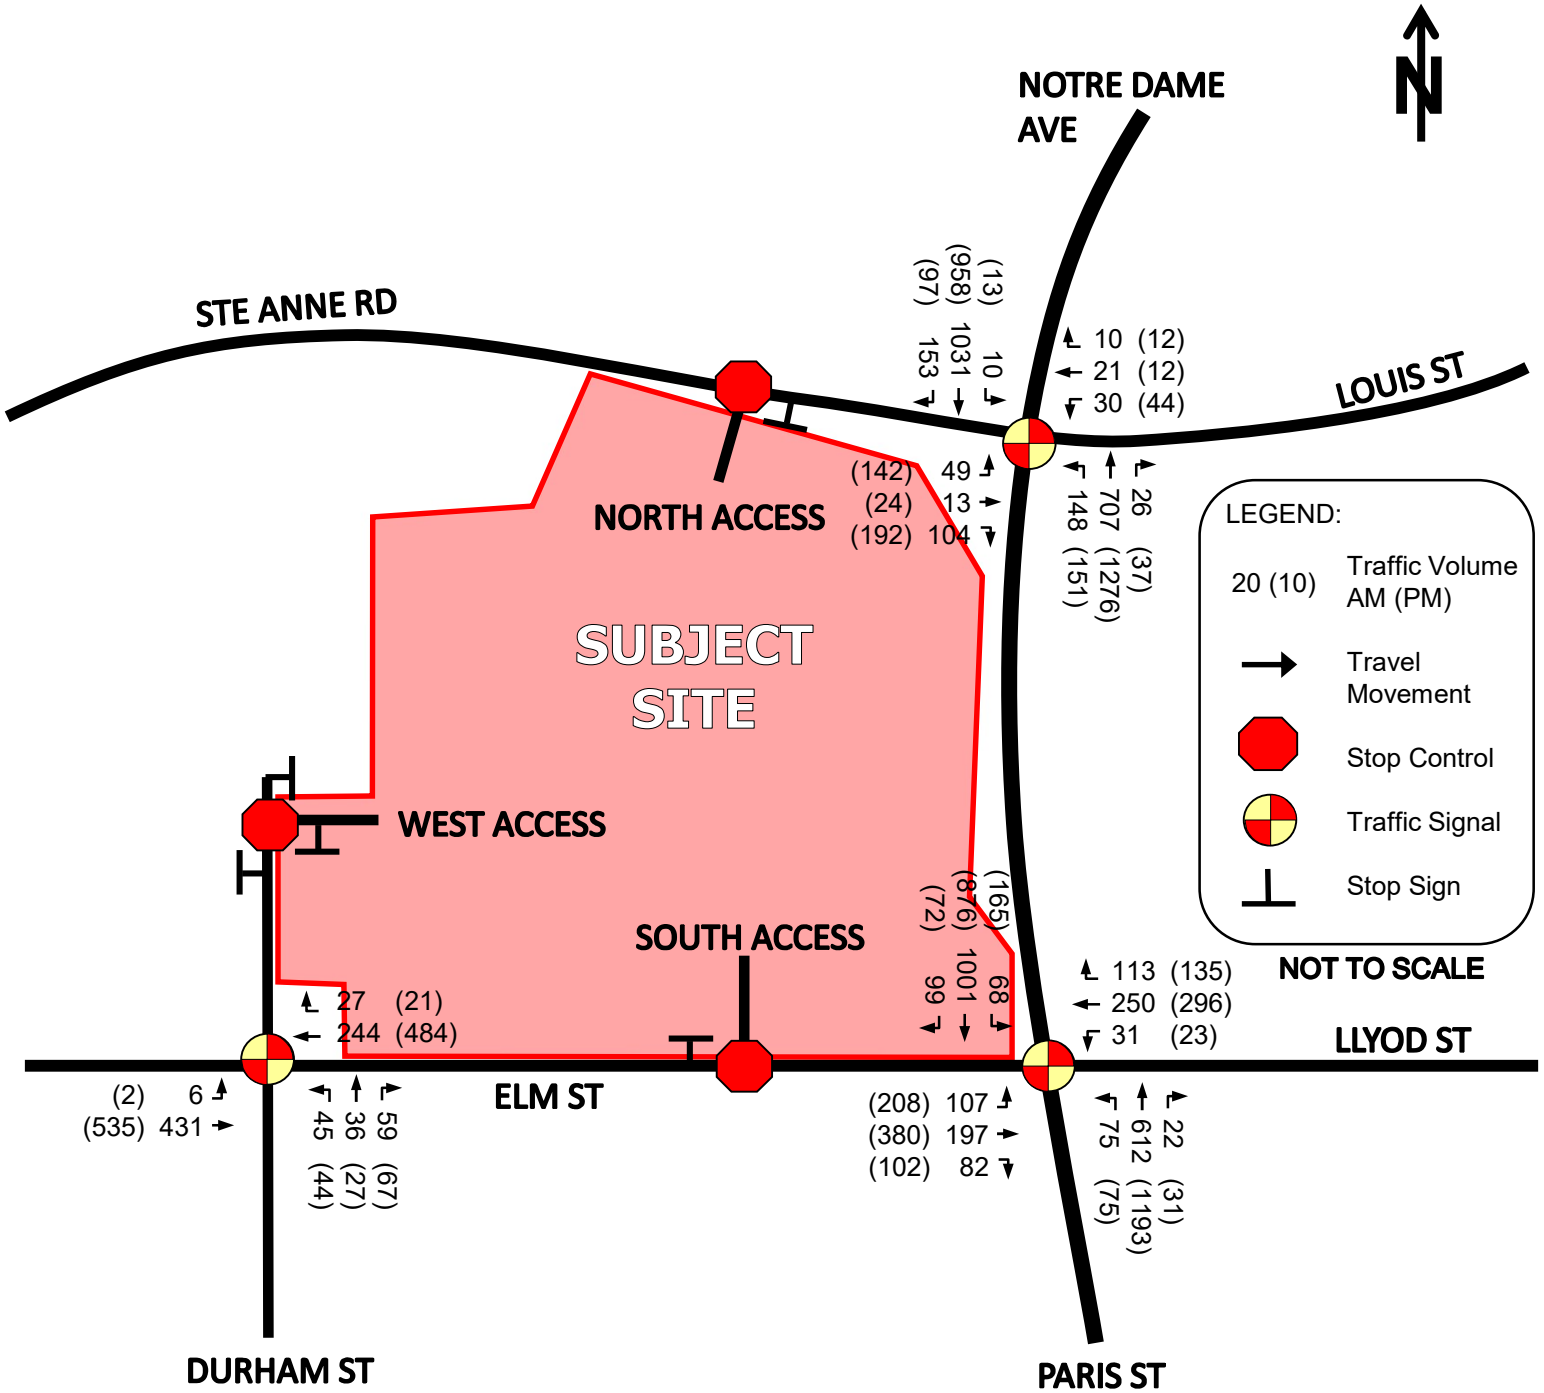 N
NOTRE DAME
AVE
STE ANNE RD
(97) 153
(958) 1031
(13) 10
10 (12)
21 (12)
30 (44)
LOUIS ST
(142) 49
(24) 13
(192) 104
148 (151)
707 (1276)
26 (37)
NORTH ACCESS
SUBJECT
SITE
LEGEND:
20 (10)
Traffic Volume
AM (PM)
Travel
Movement
Stop Control
Traffic Signal
Stop Sign
NOT TO SCALE
WEST ACCESS
SOUTH ACCESS
(72) 99
(876) 1001
(165) 68
27 (21)
244 (484)
113 (135)
250 (296)
31 (23)
LLYOD ST
(2) 6
(535) 431
45 (44)
36 (27)
59 (67)
ELM ST
(208) 107
(380) 197
(102) 82
75 (75)
612 (1193)
22 (31)
DURHAM ST
PARIS ST